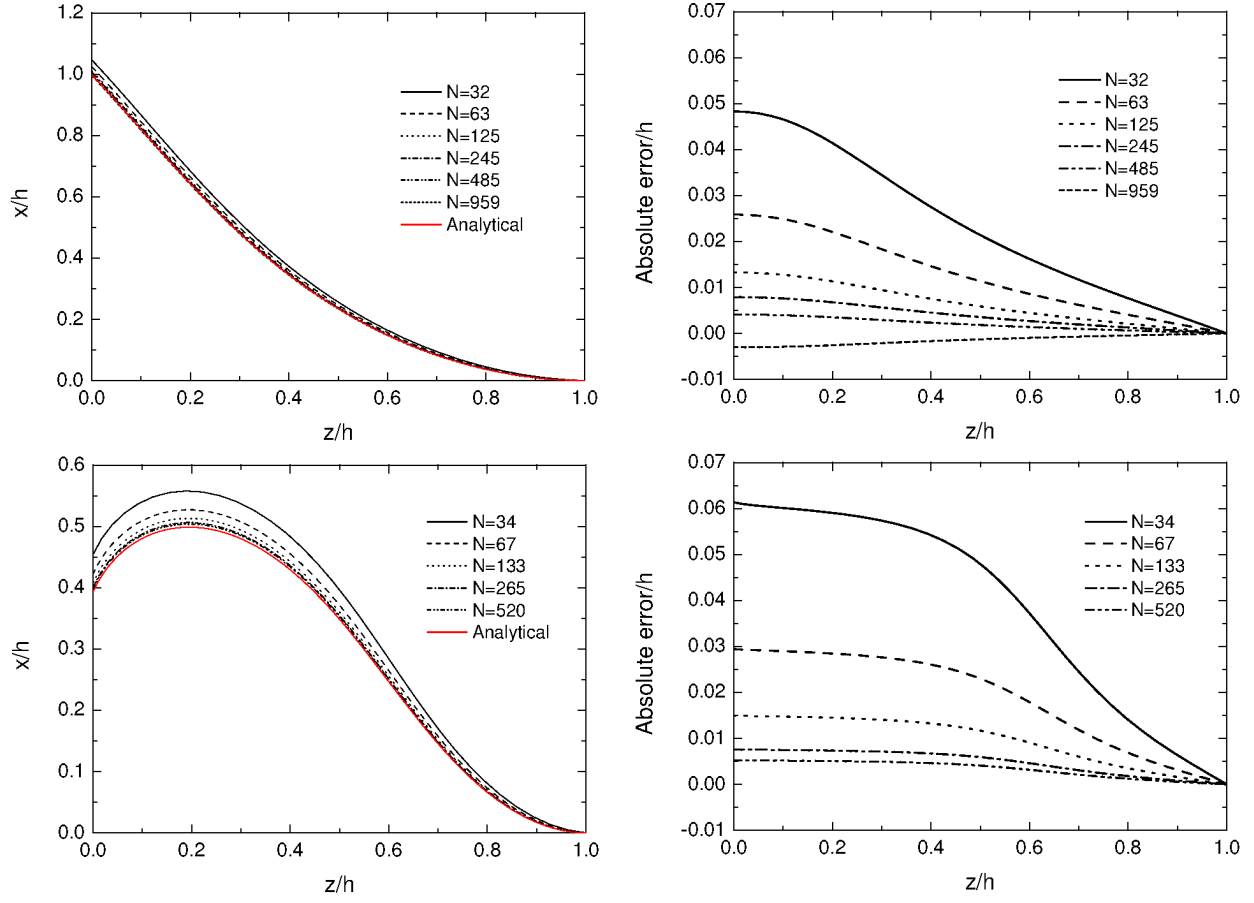 1.2
1.0
0.8
0.6
0.4
0.2
0.0
x/h
0.0 0.2 0.4 0.6 0.8 1.0
z/h
N=32
N=63
N=125
N=245
N=485
N=959
Analytical
0.07
0.06
0.05
0.04
0.03
0.02
0.01
0.00
-0.01
Absolute error/h
0.0 0.2 0.4 0.6 0.8 1.0
z/h
N=32
N=63
N=125
N=245
N=485
N=959
0.6
0.5
0.4
0.3
0.2
0.1
0.0
x/h
0.0 0.2 0.4 0.6 0.8 1.0
z/h
N=34
N=67
N=133
N=265
N=520
Analytical
0.07
0.06
0.05
0.04
0.03
0.02
0.01
0.00
-0.01
Absolute error/h
0.0 0.2 0.4 0.6 0.8 1.0
z/h
N=34
N=67
N=133
N=265
N=520